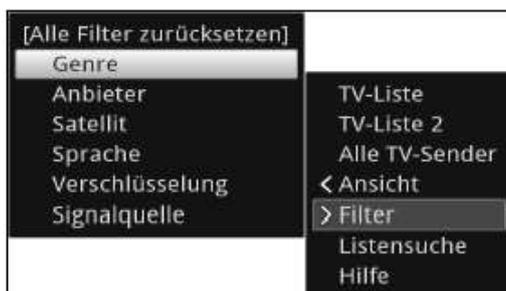 [Alle Filter zurücksetzen]
Genre
Anbieter
Satellit
Sprache
Verschlüsselung
Signalquelle
TV-Liste
TV-Liste 2
Alle TV-Sender
< Ansicht
> Filter
Listensuche
Hilfe